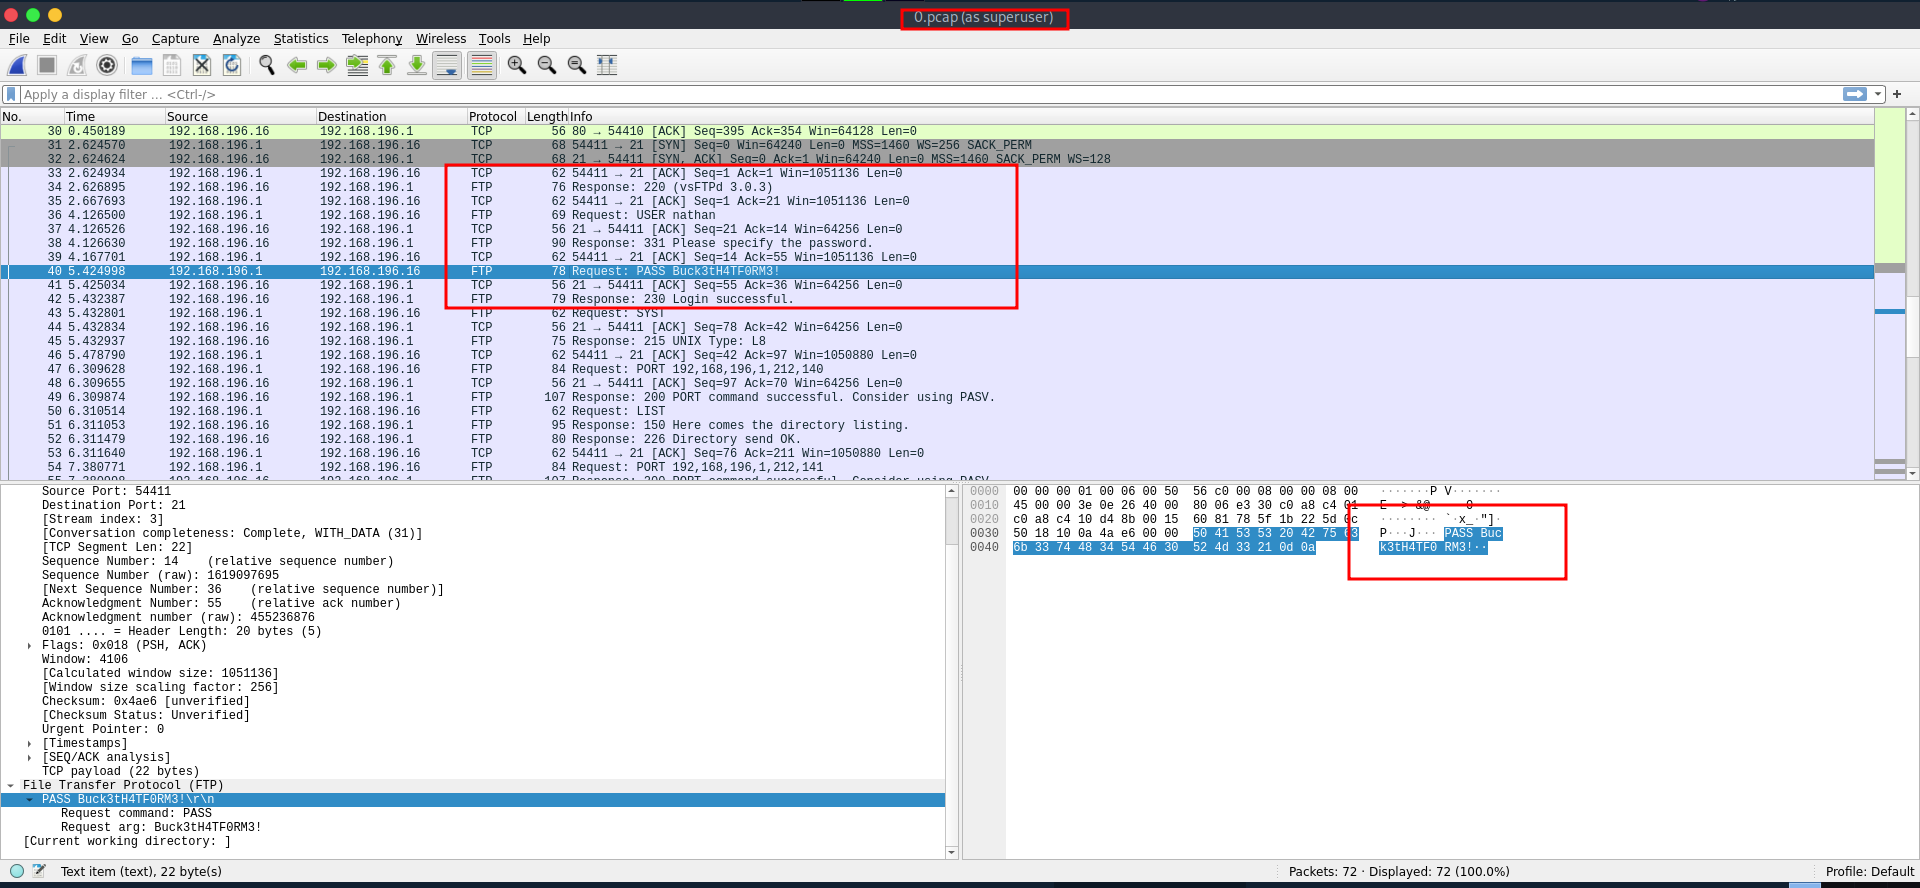 0.pcap (as superuser)
File Edit View Go Capture Analyze Statistics Telephony Wireless Tools Help
Apply a display filter … <Ctrl-/>
No. Time Source Destination Protocol Length Info
30 0.450189 192.168.196.16 192.168.196.1 TCP 56 80 → 54410 [ACK] Seq=395 Ack=354 Win=64128 Len=0
31 2.624570 192.168.196.1 192.168.196.16 TCP 68 54411 → 21 [SYN] Seq=0 Win=64240 Len=0 MSS=1460 WS=256 SACK_PERM
32 2.624624 192.168.196.16 192.168.196.1 TCP 68 21 → 54411 [SYN, ACK] Seq=0 Ack=1 Win=64240 Len=0 MSS=1460 SACK_PERM WS=128
33 2.624934 192.168.196.1 192.168.196.16 TCP 62 54411 → 21 [ACK] Seq=1 Ack=1 Win=1051136 Len=0
34 2.626895 192.168.196.16 192.168.196.1 FTP 76 Response: 220 (vsFTPd 3.0.3)
35 2.667693 192.168.196.1 192.168.196.16 TCP 62 54411 → 21 [ACK] Seq=1 Ack=21 Win=1051136 Len=0
36 4.126500 192.168.196.1 192.168.196.16 FTP 69 Request: USER nathan
37 4.126526 192.168.196.16 192.168.196.1 TCP 56 21 → 54411 [ACK] Seq=21 Ack=14 Win=64256 Len=0
38 4.126630 192.168.196.16 192.168.196.1 FTP 90 Response: 331 Please specify the password.
39 4.167701 192.168.196.1 192.168.196.16 TCP 62 54411 → 21 [ACK] Seq=14 Ack=55 Win=1051136 Len=0
40 5.424998 192.168.196.1 192.168.196.16 FTP 78 Request: PASS Buck3tH4TF0RM3!
41 5.425034 192.168.196.16 192.168.196.1 TCP 56 21 → 54411 [ACK] Seq=55 Ack=36 Win=64256 Len=0
42 5.432387 192.168.196.16 192.168.196.1 FTP 79 Response: 230 Login successful.
43 5.432801 192.168.196.1 192.168.196.16 FTP 62 Request: SYST
44 5.432834 192.168.196.16 192.168.196.1 TCP 56 21 → 54411 [ACK] Seq=78 Ack=42 Win=64256 Len=0
45 5.432937 192.168.196.16 192.168.196.1 FTP 75 Response: 215 UNIX Type: L8
46 5.478790 192.168.196.1 192.168.196.16 TCP 62 54411 → 21 [ACK] Seq=42 Ack=97 Win=1050880 Len=0
47 6.309628 192.168.196.1 192.168.196.16 FTP 84 Request: PORT 192,168,196,1,212,140
48 6.309655 192.168.196.16 192.168.196.1 TCP 56 21 → 54411 [ACK] Seq=97 Ack=70 Win=64256 Len=0
49 6.309874 192.168.196.16 192.168.196.1 FTP 107 Response: 200 PORT command successful. Consider using PASV.
50 6.310514 192.168.196.1 192.168.196.16 FTP 62 Request: LIST
51 6.311053 192.168.196.16 192.168.196.1 FTP 95 Response: 150 Here comes the directory listing.
52 6.311479 192.168.196.16 192.168.196.1 FTP 80 Response: 226 Directory send OK.
53 6.311640 192.168.196.1 192.168.196.16 TCP 62 54411 → 21 [ACK] Seq=76 Ack=211 Win=1050880 Len=0
54 7.380771 192.168.196.1 192.168.196.16 FTP 84 Request: PORT 192,168,196,1,212,141
Source Port: 54411
Destination Port: 21
[Stream index: 3]
[Conversation completeness: Complete, WITH_DATA (31)]
[TCP Segment Len: 22]
Sequence Number: 14 (relative sequence number)
Sequence Number (raw): 1619097695
[Next Sequence Number: 36 (relative sequence number)]
Acknowledgment Number: 55 (relative ack number)
Acknowledgment number (raw): 455236876
0101 .... = Header Length: 20 bytes (5)
Flags: 0x018 (PSH, ACK)
Window: 4106
[Calculated window size: 1051136]
[Window size scaling factor: 256]
Checksum: 0x4ae6 [unverified]
[Checksum Status: Unverified]
Urgent Pointer: 0
[Timestamps]
[SEQ/ACK analysis]
TCP payload (22 bytes)
File Transfer Protocol (FTP)
PASS Buck3tH4TF0RM3!\r\n
Request command: PASS
Request arg: Buck3tH4TF0RM3!
[Current working directory: ]
0000 00 00 00 01 00 06 00 50 56 c0 00 08 00 00 08 00 ·······P V·······
0010 45 00 00 3e 0e 26 40 00 80 06 e3 30 c0 a8 c4 01 E··>·&@· ···0····
0020 c0 a8 c4 10 d4 8b 00 15 60 81 78 5f 1b 22 5d 0c ········ `·x_·"]·
0030 50 18 10 0a 4a e6 00 00 50 41 53 53 20 42 75 63 P···J··· PASS Buc
0040 6b 33 74 48 34 54 46 30 52 4d 33 21 0d 0a k3tH4TF0 RM3!··
Text item (text), 22 byte(s)
Packets: 72 · Displayed: 72 (100.0%)
Profile: Default